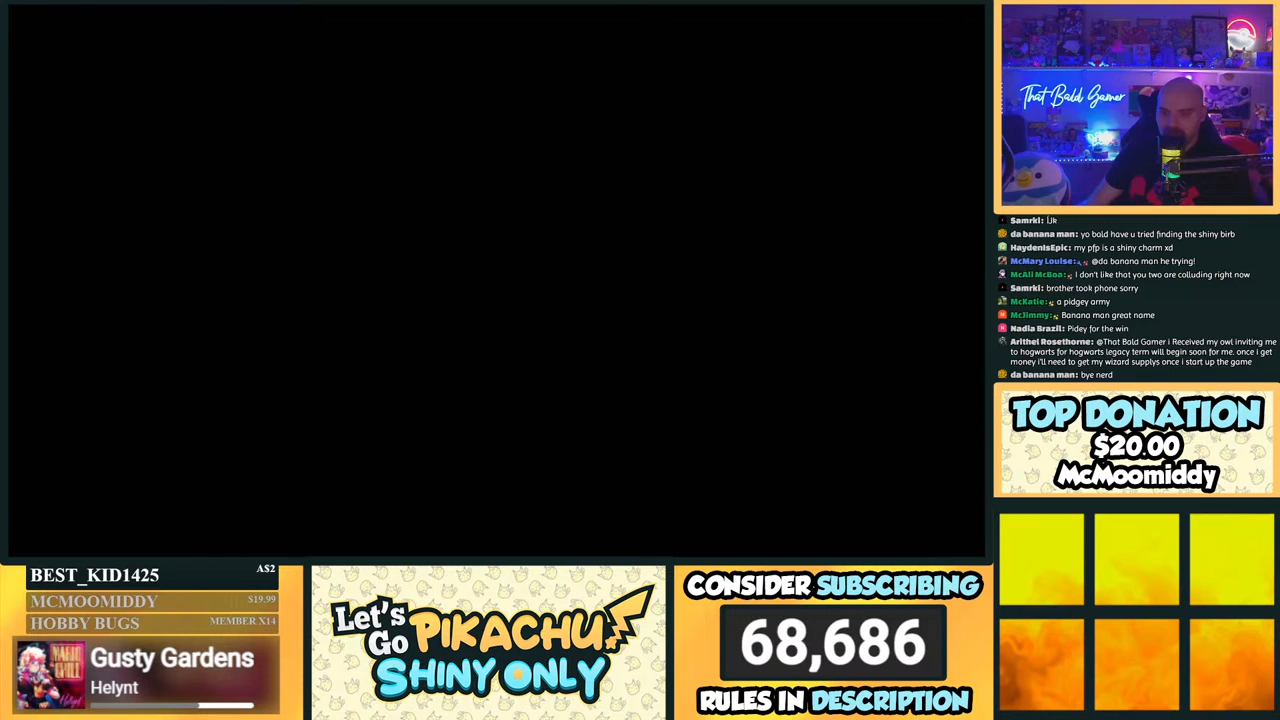 That Bald Gamer
Samrki: Ijk
da banana man: yo bald have u tried finding the shiny birb
HaydenIsEpic: my pfp is a shiny charm xd
McMary Louise: @da banana man he trying!
McAli McBoa: I don't like that you two are colluding right now
Samrki: brother took phone sorry
McKatie: a pidgey army
McJimmy: Banana man great name
Nadia Brazil: Pidey for the win
Arithel Rosethorne: @That Bald Gamer i Received my owl inviting me
to hogwarts for hogwarts legacy term will begin soon for me. once i get
money i'll need to get my wizard supplys once i start up the game
da banana man: bye nerd
TOP DONATION
$20.00
McMoomiddy
BEST_KID1425 A$2
MCMOOMIDDY $19.99
HOBBY BUGS MEMBER X14
Gusty Gardens
Helynt
Let's
Go PIKACHU
SHINY ONLY
CONSIDER SUBSCRIBING
68,686
RULES IN DESCRIPTION